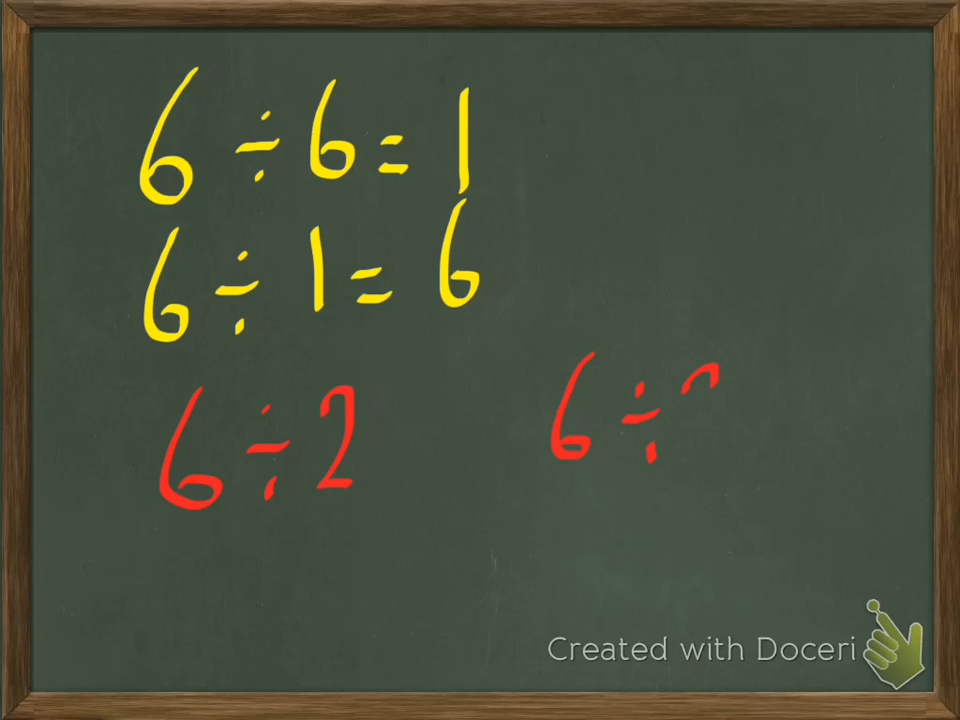 6 ÷ 6 = 1
6 ÷ 1 = 6
6 ÷ 2 6 ÷
Created with Doceri